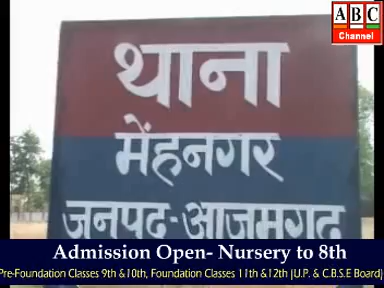 A B C
Channel
थाना
मेंहनगर
जनपद-आजमगढ़
Admission Open- Nursery to 8th
Pre-Foundation Classes 9th &10th, Foundation Classes 11th &12th (U.P. & C.B.S.E Board)